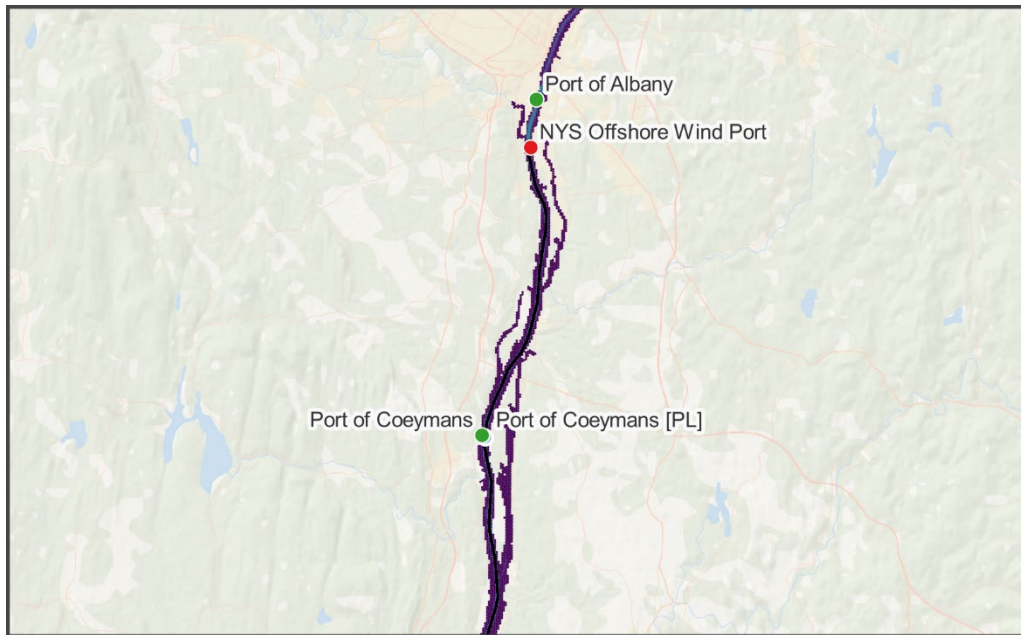 Port of Albany
NYS Offshore Wind Port
Port of Coeymans
Port of Coeymans [PL]